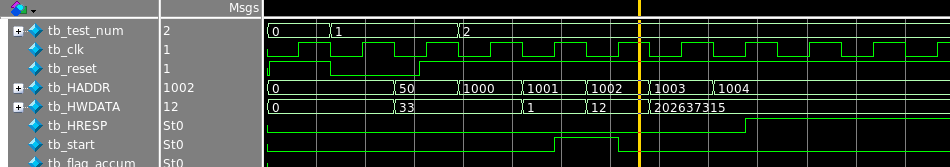 Msgs
tb_test_num 2 0 1 2
tb_clk 1
tb_reset 1
tb_HADDR 1002 0 50 1000 1001 1002 1003 1004
tb_HWDATA 12 0 33 1 12 202637315
tb_HRESP St0
tb_start St0
tb_flag_accum St0